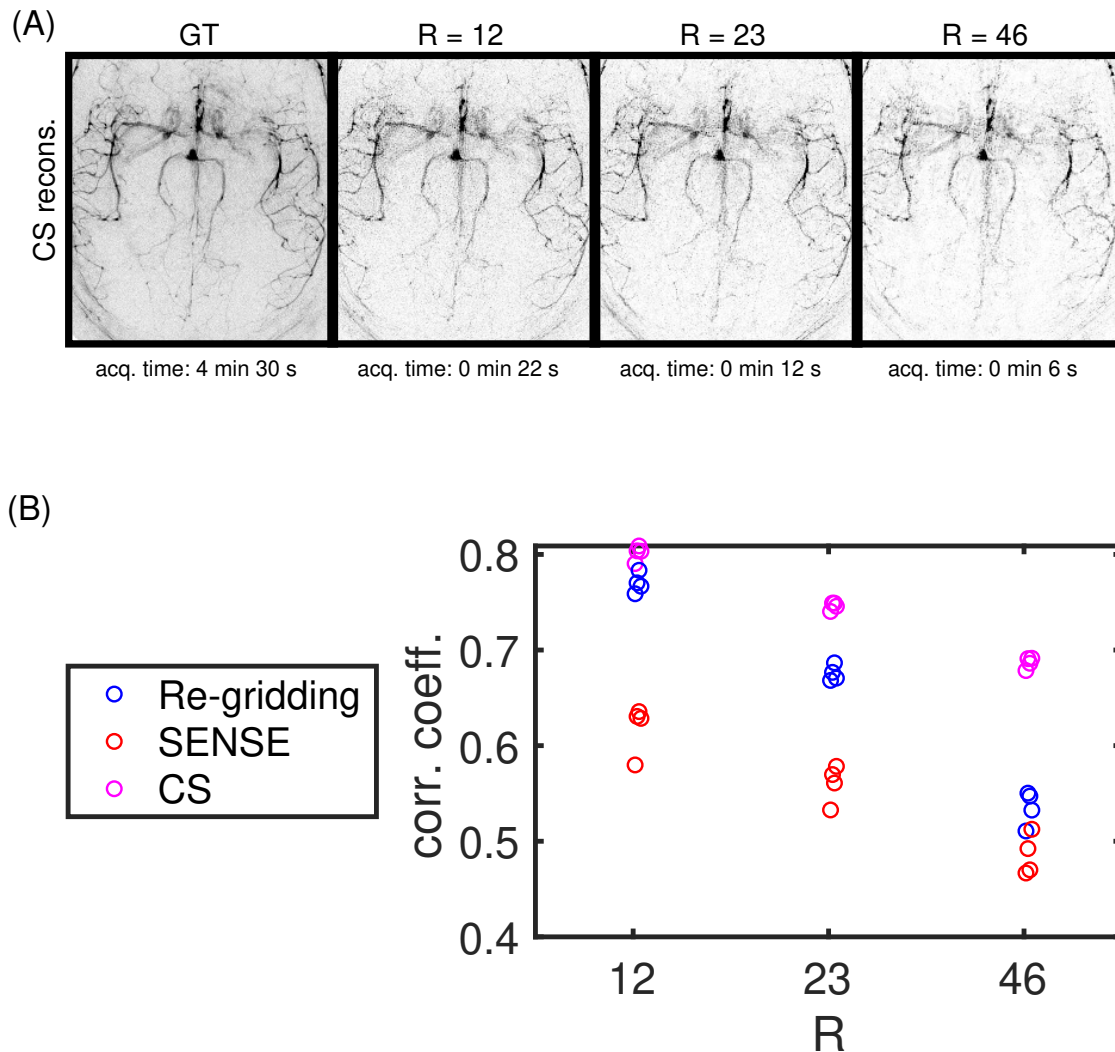 (A)
GT R = 12 R = 23 R = 46
CS recons.
acq. time: 4 min 30 s acq. time: 0 min 22 s acq. time: 0 min 12 s acq. time: 0 min 6 s
(B)
Re-gridding
SENSE
CS
corr. coeff.
0.8
0.7
0.6
0.5
0.4
12 23 46
R